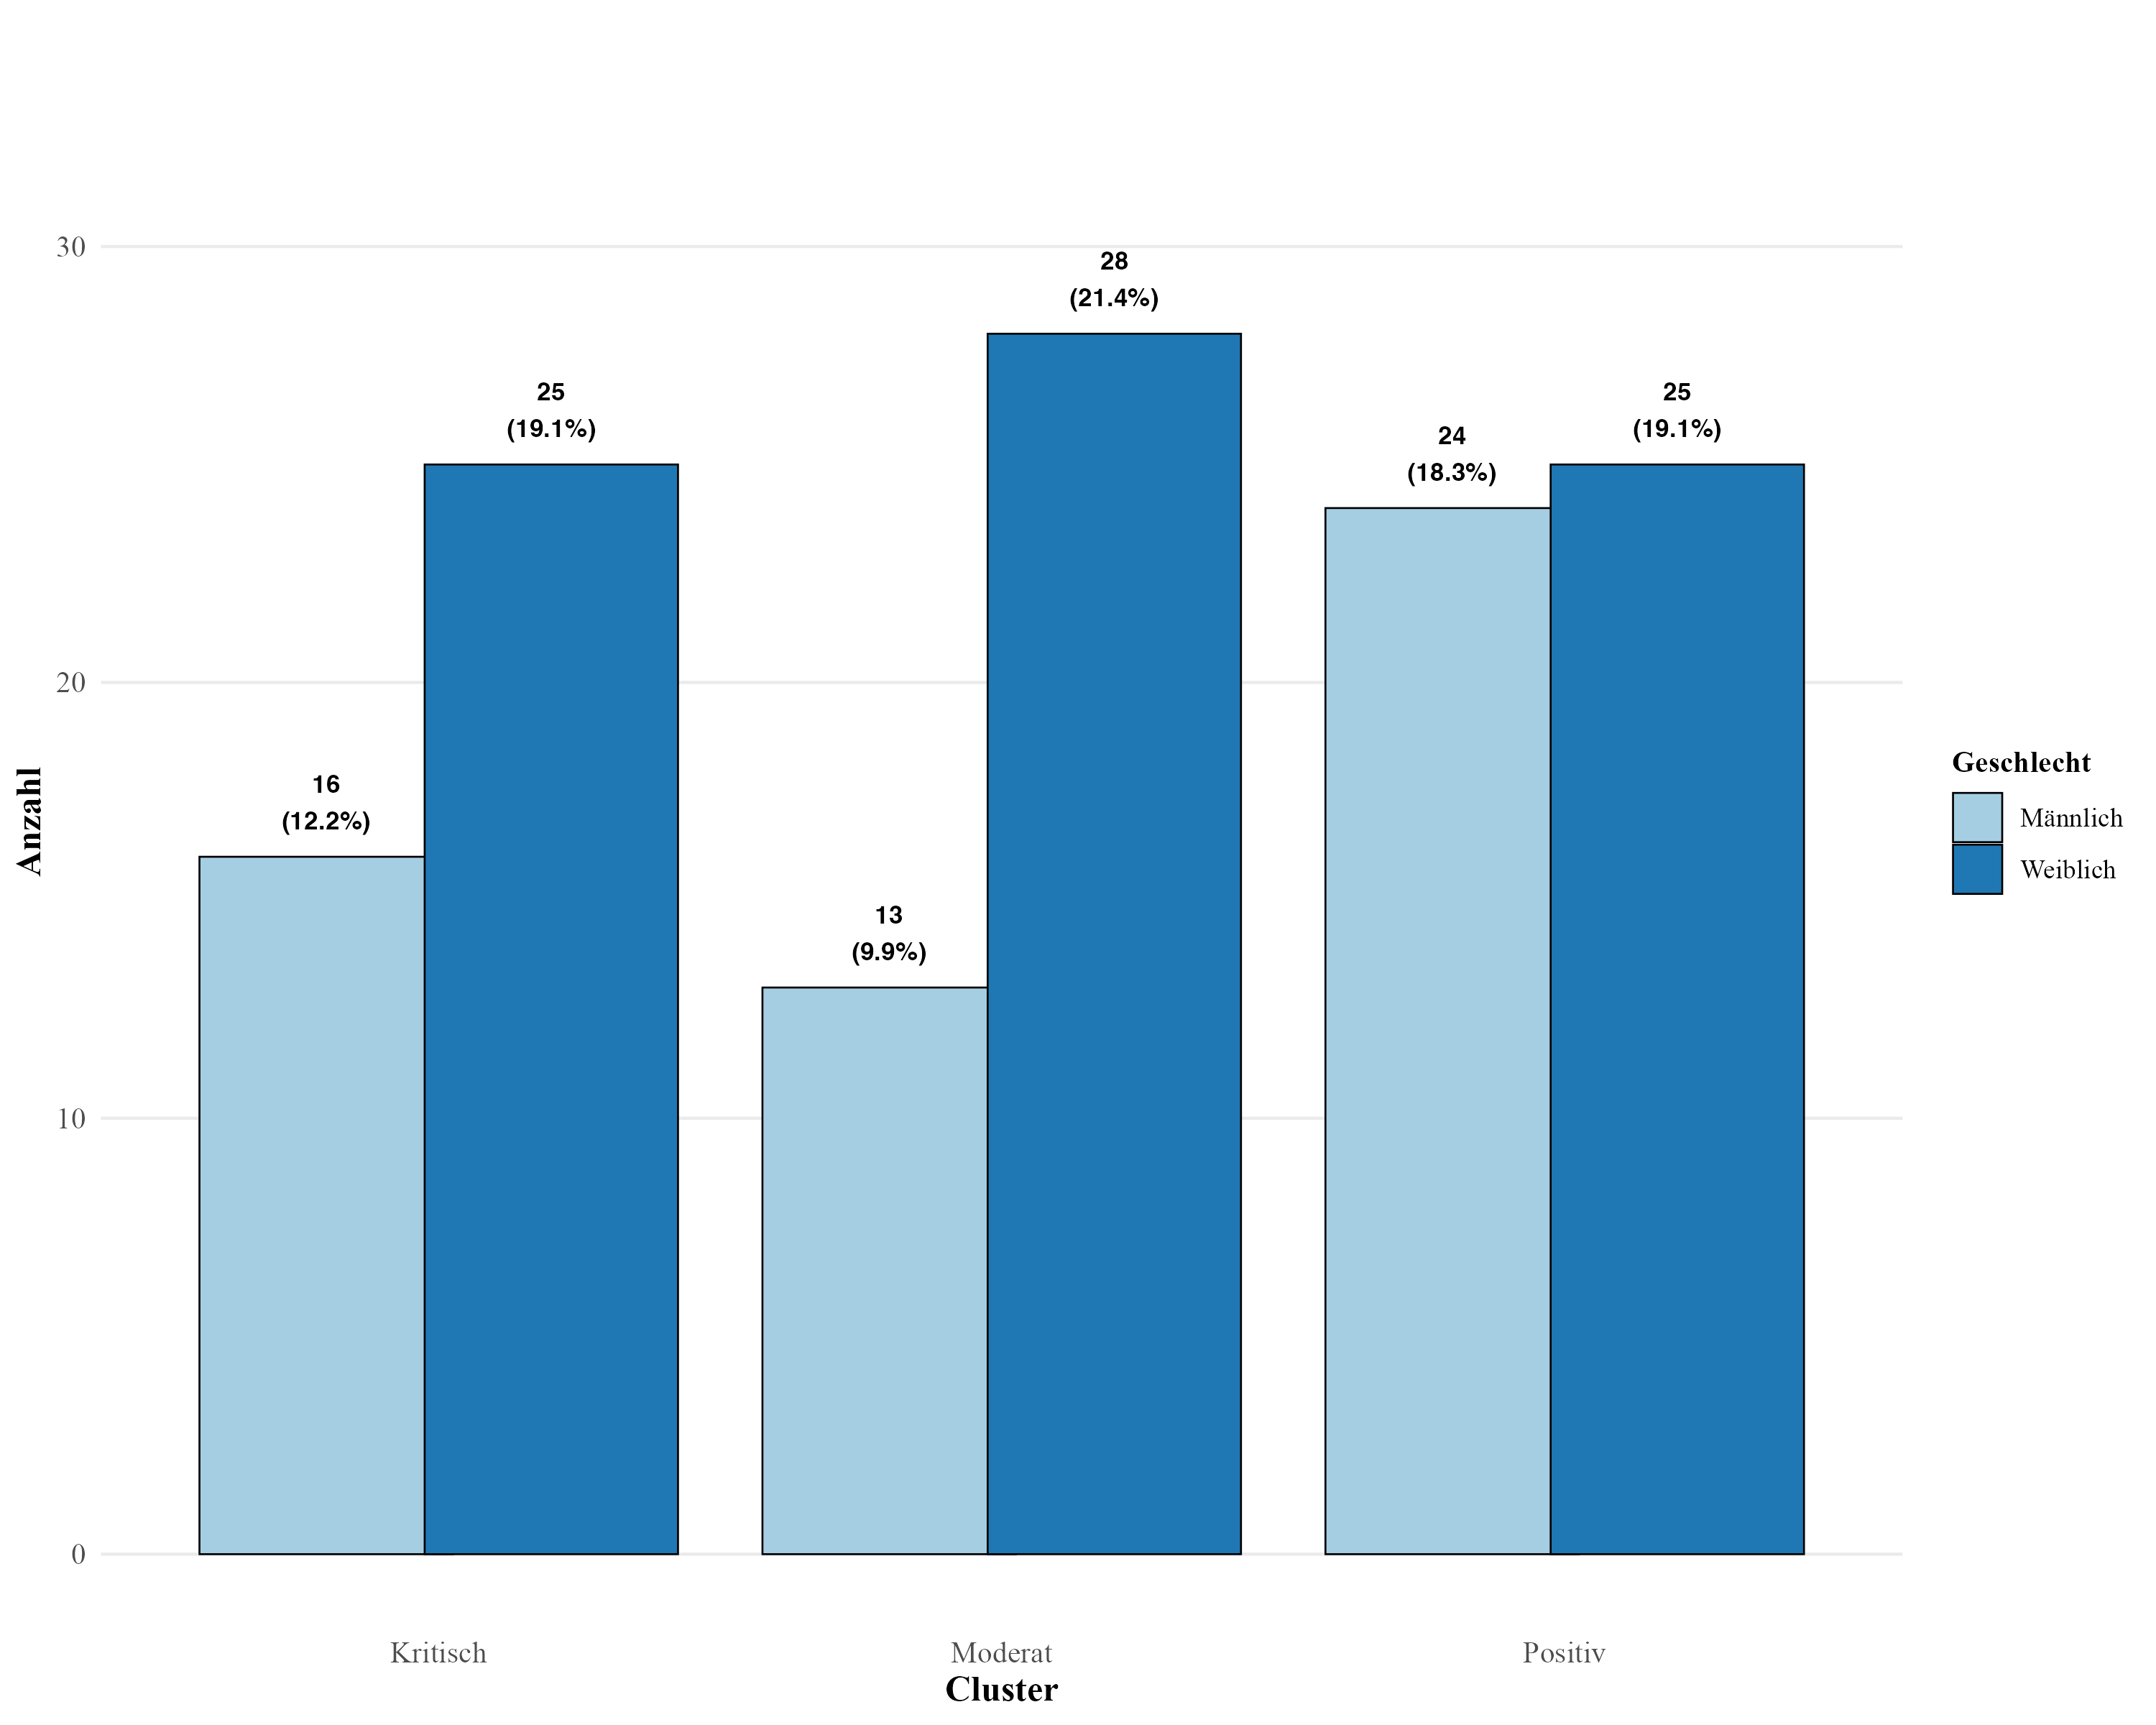 30
28
(21.4%)
25
(19.1%)
25
(19.1%)
24
(18.3%)
20
16
(12.2%)
13
(9.9%)
10
0
Anzahl
Kritisch
Moderat
Positiv
Cluster
Geschlecht
Männlich
Weiblich